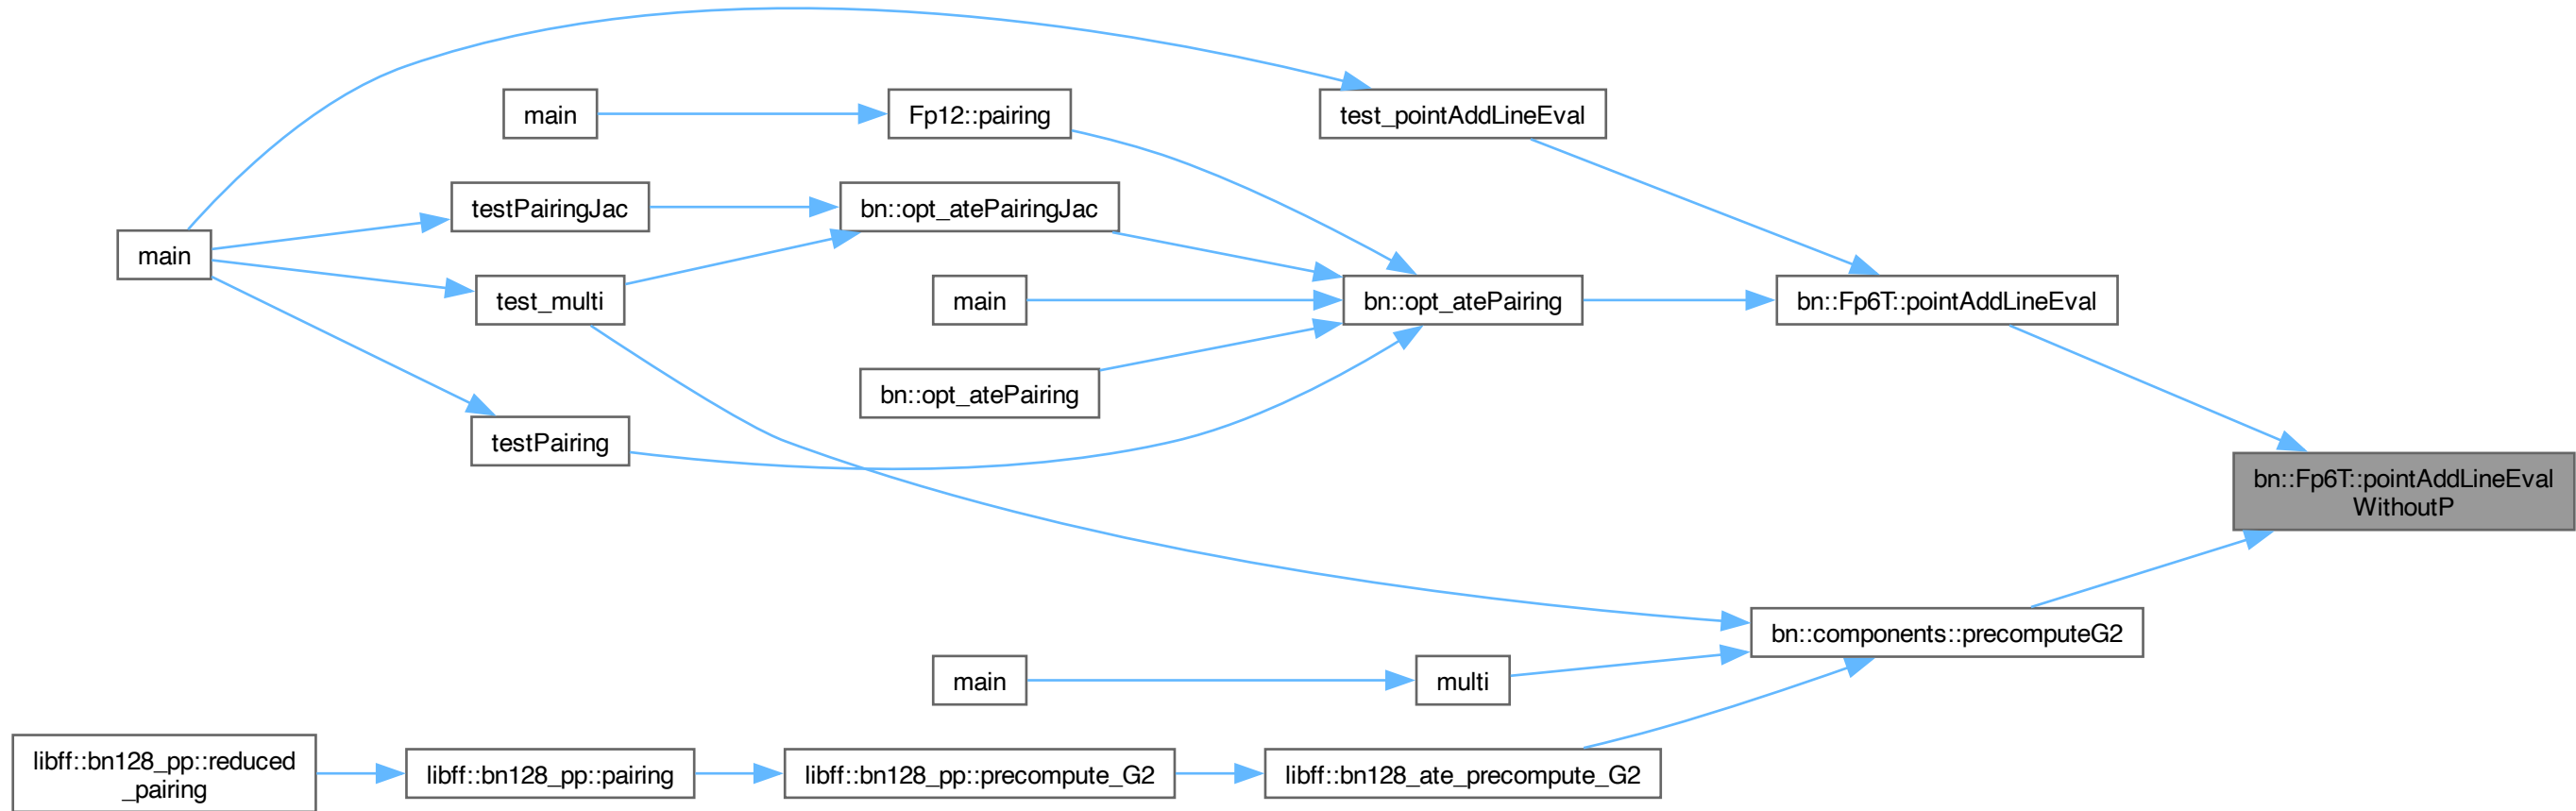 main
Fp12::pairing
test_pointAddLineEval
testPairingJac
bn::opt_atePairingJac
main
test_multi
main
bn::opt_atePairing
bn::Fp6T::pointAddLineEval
bn::opt_atePairing
testPairing
bn::Fp6T::pointAddLineEval
WithoutP
bn::components::precomputeG2
main
multi
libff::bn128_pp::reduced
_pairing
libff::bn128_pp::pairing
libff::bn128_pp::precompute_G2
libff::bn128_ate_precompute_G2